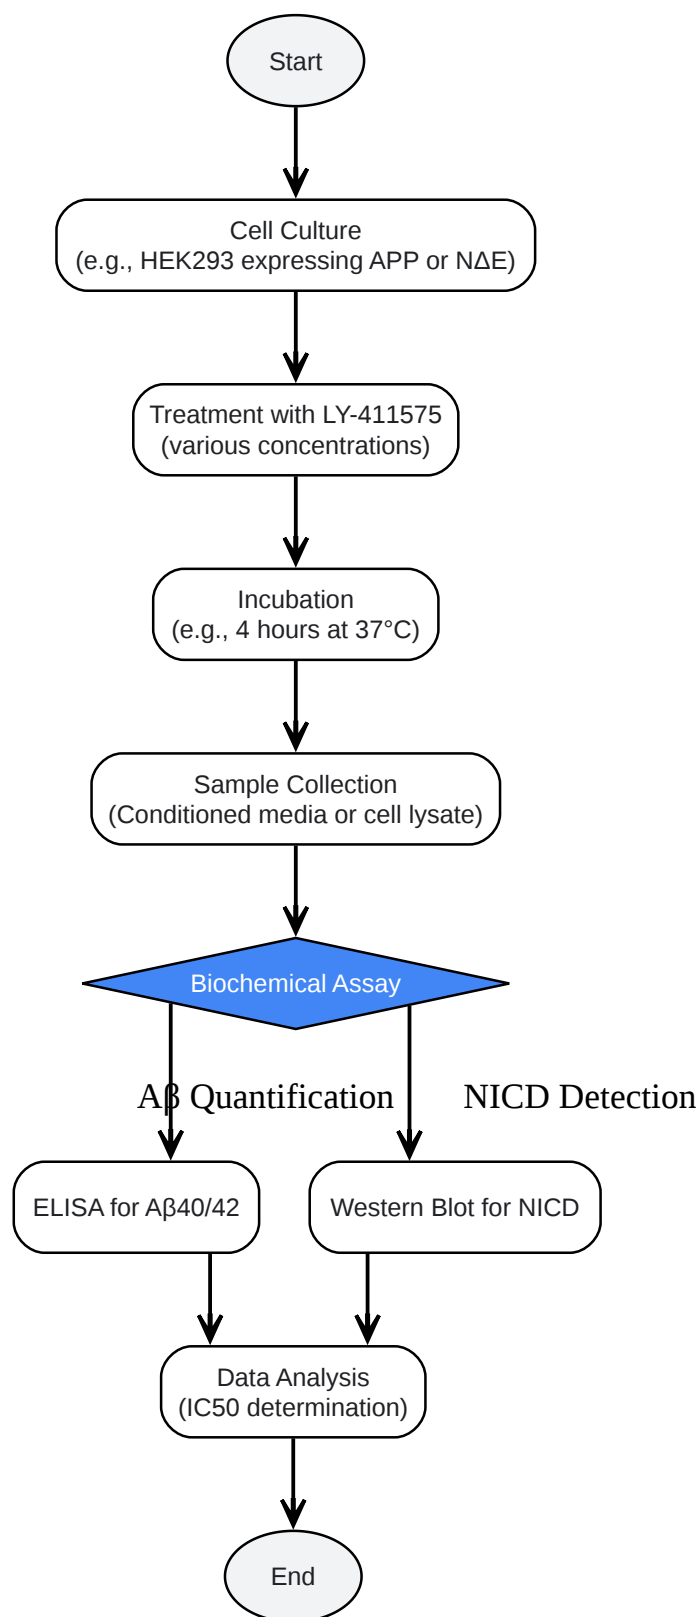 Start
Cell Culture
(e.g., HEK293 expressing APP or NΔE)
Treatment with LY-411575
(various concentrations)
Incubation
(e.g., 4 hours at 37°C)
Sample Collection
(Conditioned media or cell lysate)
Biochemical Assay
Aβ Quantification
NICD Detection
ELISA for Aβ40/42
Western Blot for NICD
Data Analysis
(IC50 determination)
End